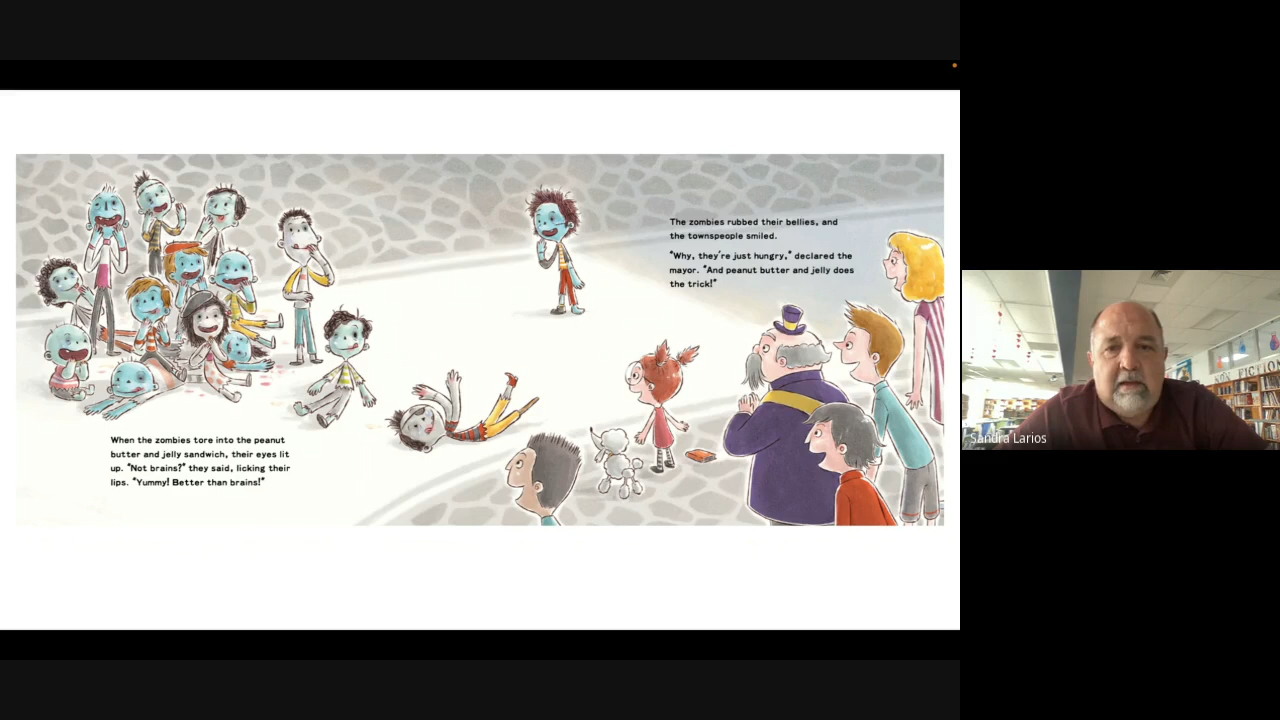 The zombies rubbed their bellies, and
the townspeople smiled.
"Why, they're just hungry," declared the
mayor. "And peanut butter and jelly does
the trick!"
When the zombies tore into the peanut
butter and jelly sandwich, their eyes lit
up. "Not brains?" they said, licking their
lips. "Yummy! Better than brains!"
Sandra Larios
FICTION